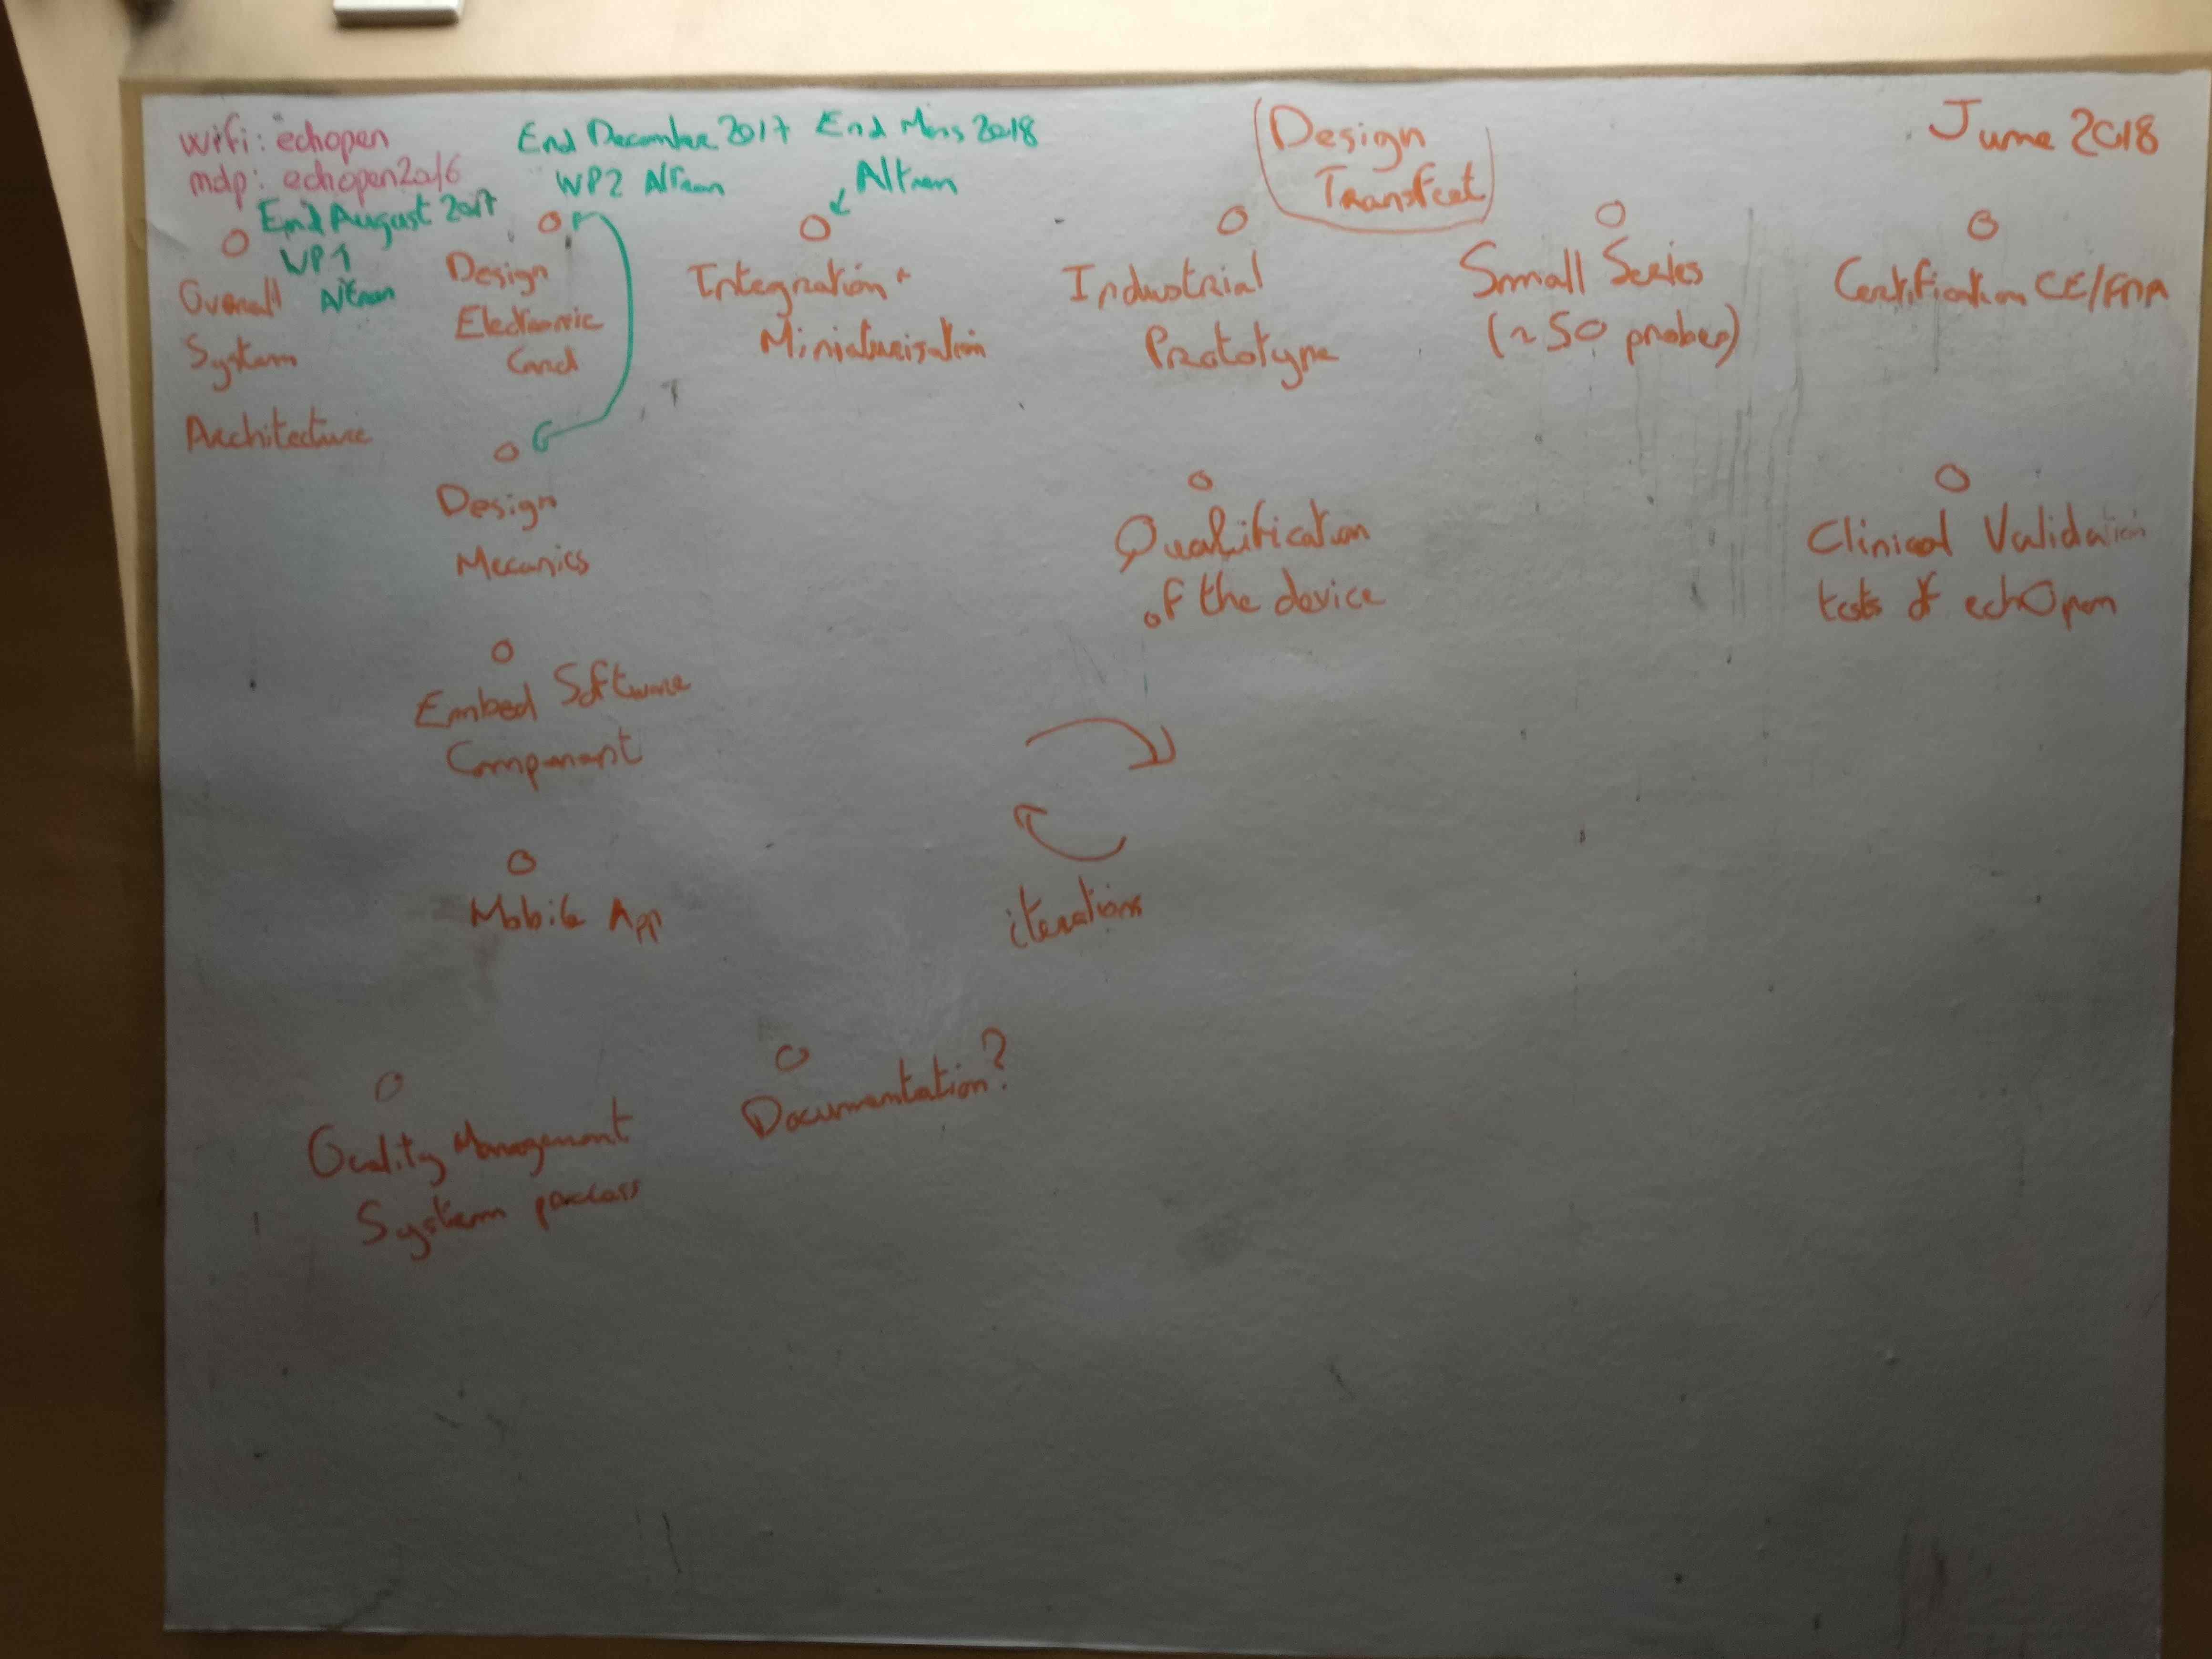 wifi: echopen
mdp: echopen2016
End August 2017
WP1
Altran
Overall
System
Architecture
End December 2017
WP2 Altran
Design
Electronic
Card
Design
Mecanics
Embed Software
Component
Mobile App
Quality Management
System process
End Mars 2018
Altran
Integration +
Miniaturisation
Documentation?
iterations
Design
Transfert
Industrial
Prototype
Qualification
of the device
Small Series
(~50 probes)
June 2018
Certification CE/FDA
Clinical Validation
tests of echOpen